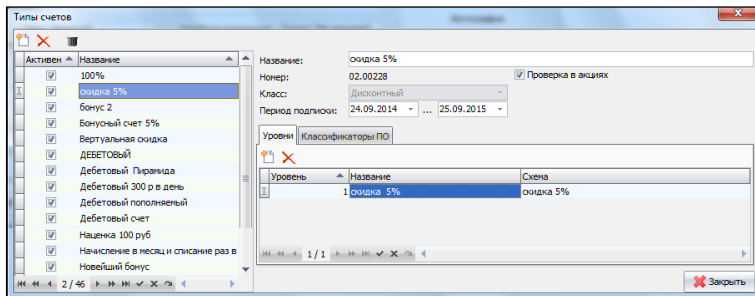 Типы счетов
Активен Название
100%
скидка 5%
бонус 2
Бонусный счет 5%
Вертуальная скидка
ДЕБЕТОВЫЙ
Дебетовый Пирамида
Дебетовый 300 р в день
Дебетовый пополняемый
Дебетовый счет
Наценка 100 руб
Начисление в месяц и списание раз в
Новейший бонус
2 / 46
Название: скидка 5%
Номер: 02.00228 Проверка в акциях
Класс: Дисконтный
Период подписки: 24.09.2014 ... 25.09.2015
Уровни Классификаторы ПО
Уровень Название Схема
1 скидка 5% скидка 5%
1 / 1
Закрыть